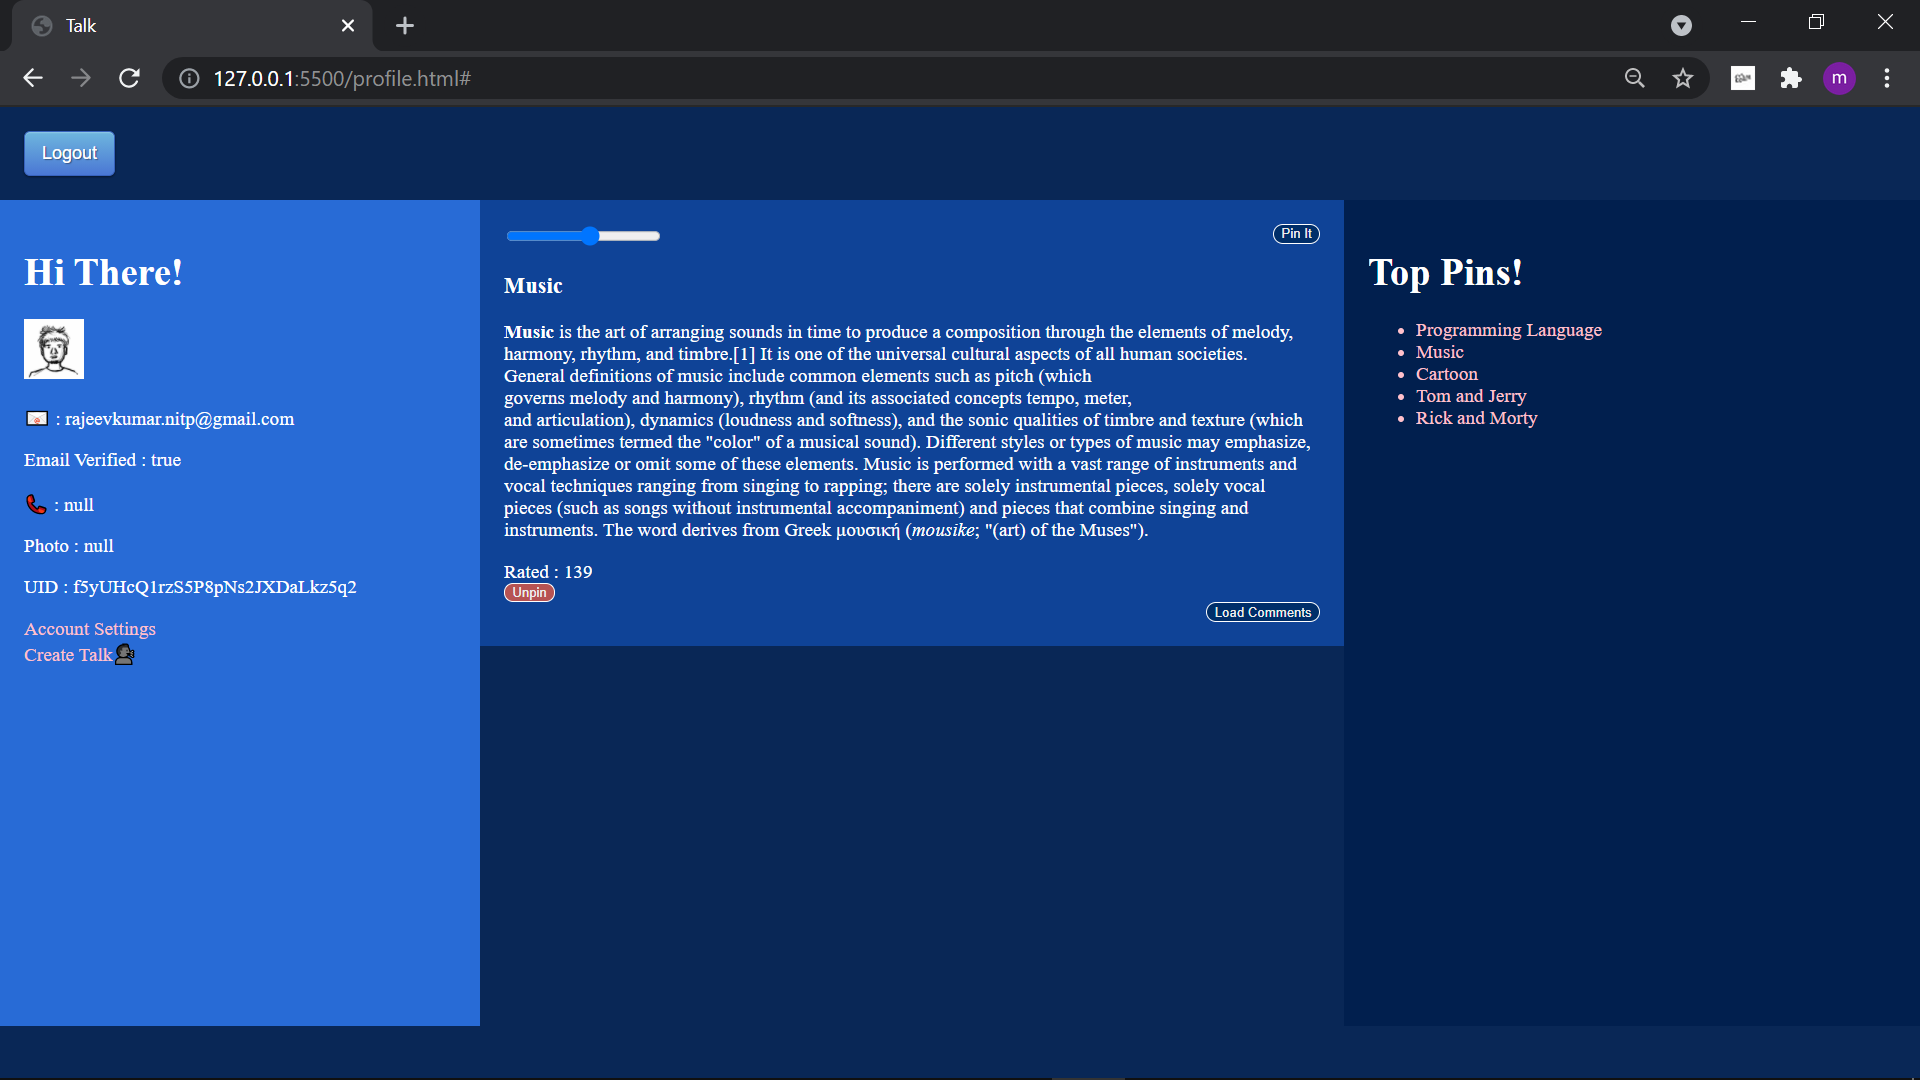 Talk
127.0.0.1:5500/profile.html#
m
Logout
Hi There!
: rajeevkumar.nitp@gmail.com
Email Verified : true
: null
Photo : null
UID : f5yUHcQ1rzS5P8pNs2JXDaLkz5q2
Account Settings
Create Talk
Pin It
Music
Music is the art of arranging sounds in time to produce a composition through the elements of melody,
harmony, rhythm, and timbre.[1] It is one of the universal cultural aspects of all human societies.
General definitions of music include common elements such as pitch (which
governs melody and harmony), rhythm (and its associated concepts tempo, meter,
and articulation), dynamics (loudness and softness), and the sonic qualities of timbre and texture (which
are sometimes termed the "color" of a musical sound). Different styles or types of music may emphasize,
de-emphasize or omit some of these elements. Music is performed with a vast range of instruments and
vocal techniques ranging from singing to rapping; there are solely instrumental pieces, solely vocal
pieces (such as songs without instrumental accompaniment) and pieces that combine singing and
instruments. The word derives from Greek μουσική (mousike; "(art) of the Muses").
Rated : 139
Unpin
Load Comments
Top Pins!
Programming Language
Music
Cartoon
Tom and Jerry
Rick and Morty